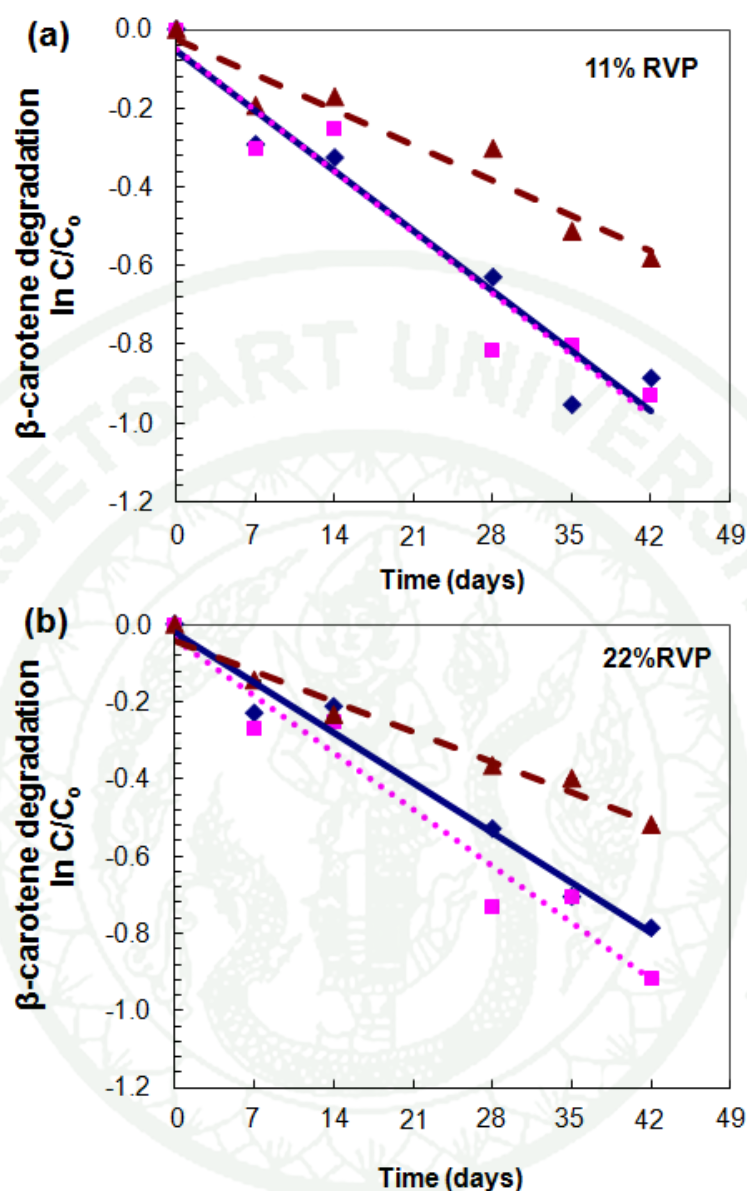 (a)
11% RVP
0.0
-0.2
-0.4
-0.6
-0.8
-1.0
-1.2
β-carotene degradation
ln C/Co
0 7 14 21 28 35 42 49
Time (days)
(b)
22%RVP
0.0
-0.2
-0.4
-0.6
-0.8
-1.0
-1.2
β-carotene degradation
ln C/Co
0 7 14 21 28 35 42 49
Time (days)